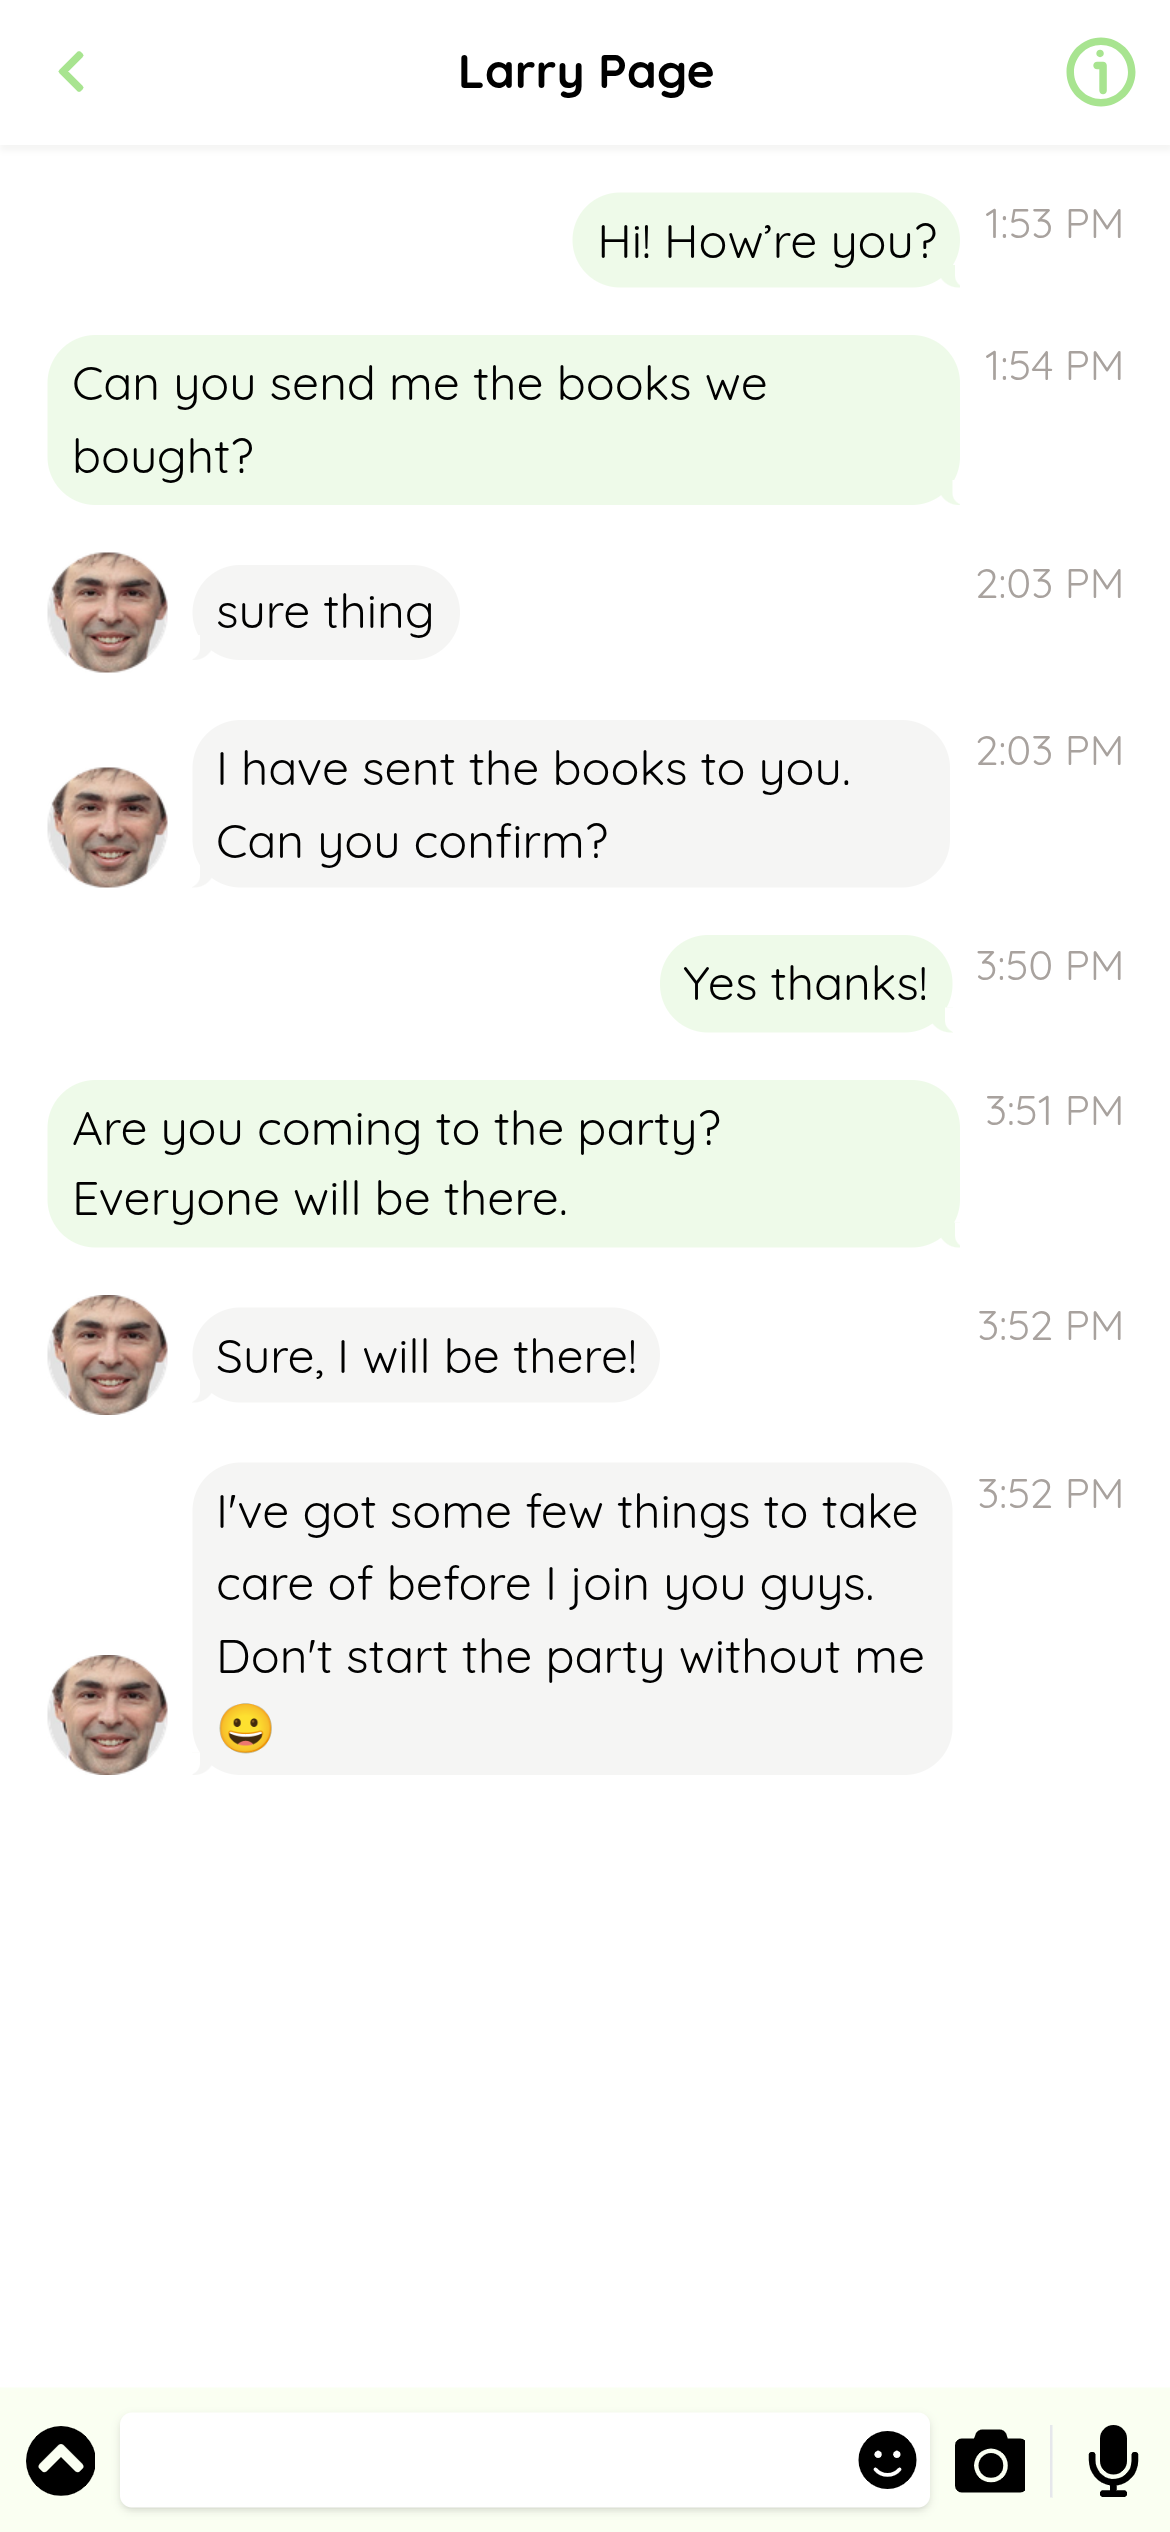 Larry Page
Hi! How’re you?
1:53 PM
Can you send me the books we
bought?
1:54 PM
sure thing
2:03 PM
I have sent the books to you.
Can you confirm?
2:03 PM
Yes thanks!
3:50 PM
Are you coming to the party?
Everyone will be there.
3:51 PM
Sure, I will be there!
3:52 PM
I've got some few things to take
care of before I join you guys.
Don't start the party without me
😀
3:52 PM